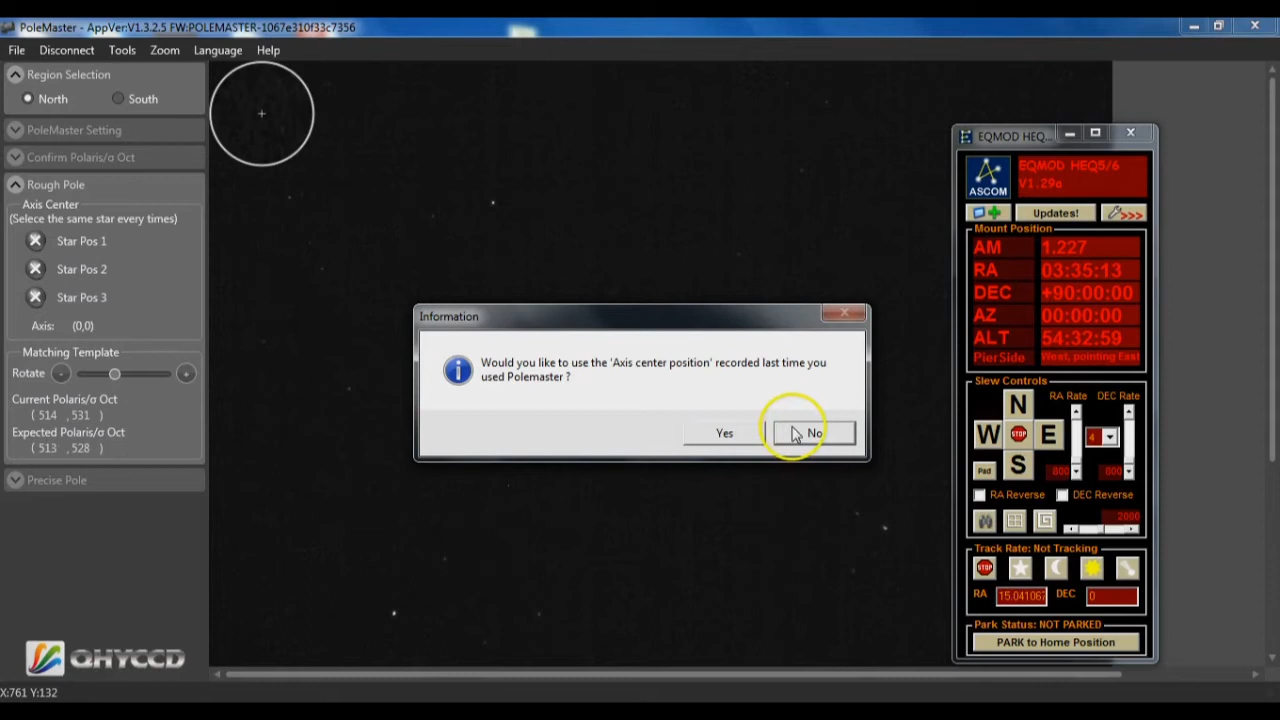 PoleMaster - AppVer:V1.3.2.5 FW:POLEMASTER-1067e310f33c7356
File Disconnect Tools Zoom Language Help
Region Selection
North South
PoleMaster Setting
Confirm Polaris/σ Oct
Rough Pole
Axis Center
(Selece the same star every times)
Star Pos 1
Star Pos 2
Star Pos 3
Axis: (0,0)
Matching Template
Rotate - +
Current Polaris/σ Oct
( 514 ,531 )
Expected Polaris/σ Oct
( 513 ,528 )
Precise Pole
QHYCCD
X:761 Y:132
Information
Would you like to use the 'Axis center position' recorded last time you
used Polemaster ?
Yes No
EQMOD HEQ...
ASCOM
EQMOD HEQ5/6
V1.29a
Updates! >>>
Mount Position
AM 1.227
RA 03:35:13
DEC +90:00:00
AZ 00:00:00
ALT 54:32:59
PierSide West, pointing East
Slew Controls
RA Rate DEC Rate
N
W STOP E 4
S
Pad 800 800
RA Reverse DEC Reverse
2000
Track Rate: Not Tracking
STOP
RA 15.041067 DEC 0
Park Status: NOT PARKED
PARK to Home Position